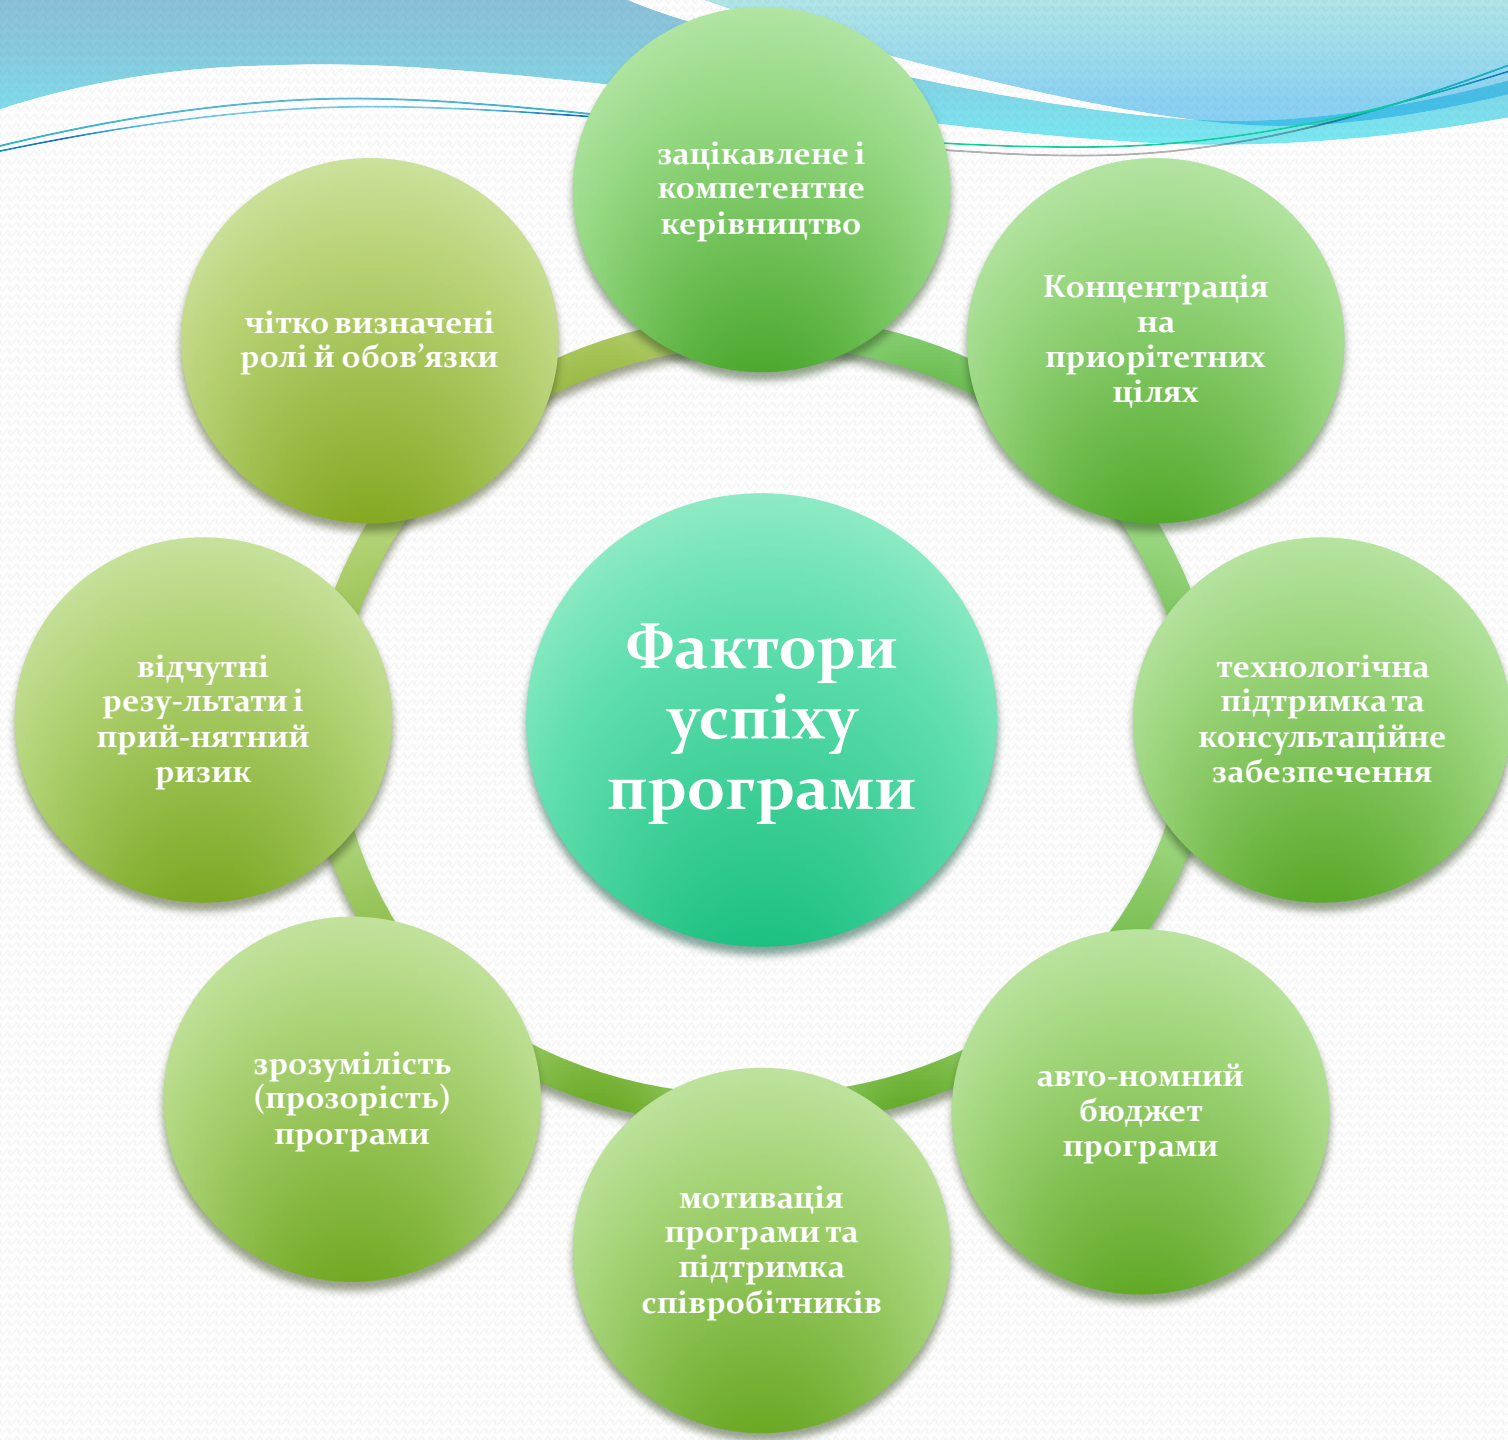 зацікавлене і
компетентне
керівництво
Концентрація
на
приорітетних
цілях
технологічна
підтримка та
консультаційне
забезпечення
авто-номний
бюджет
програми
мотивація
програми та
підтримка
співробітників
зрозумілість
(прозорість)
програми
відчутні
резу-льтати і
прий-нятний
ризик
чітко визначені
ролі й обов’язки
Фактори
успіху
програми